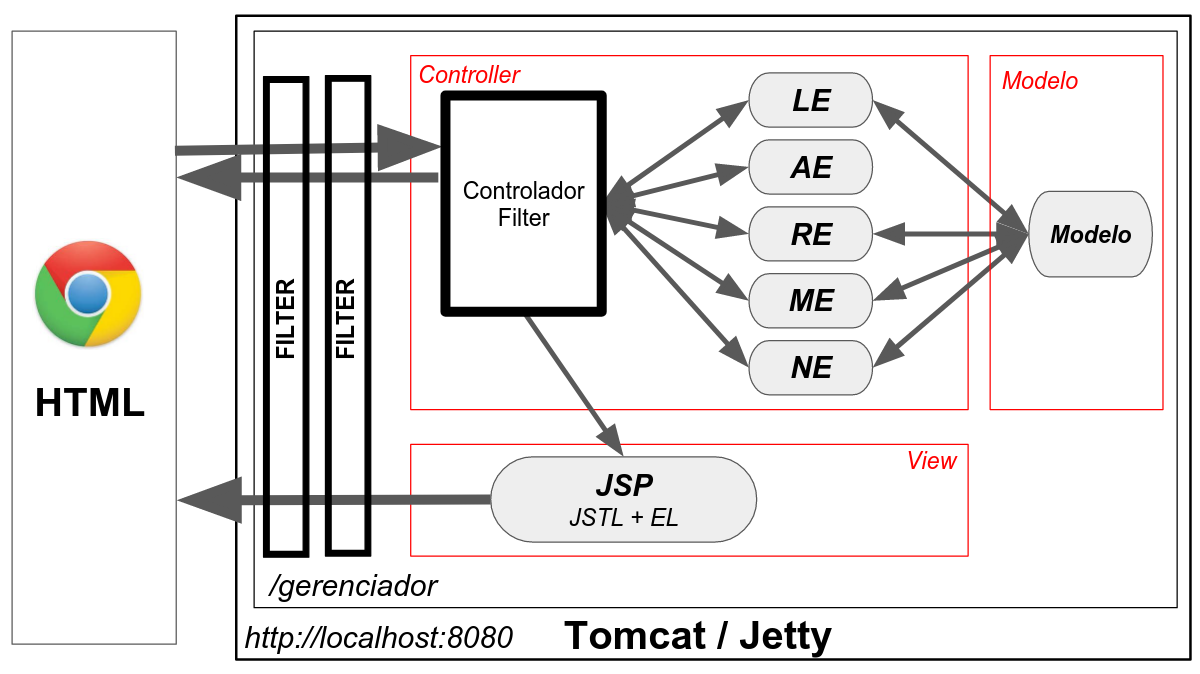 HTML
FILTER
FILTER
Controller
Controlador
Filter
LE
AE
RE
ME
NE
Modelo
Modelo
View
JSP
JSTL + EL
/gerenciador
http://localhost:8080
Tomcat / Jetty